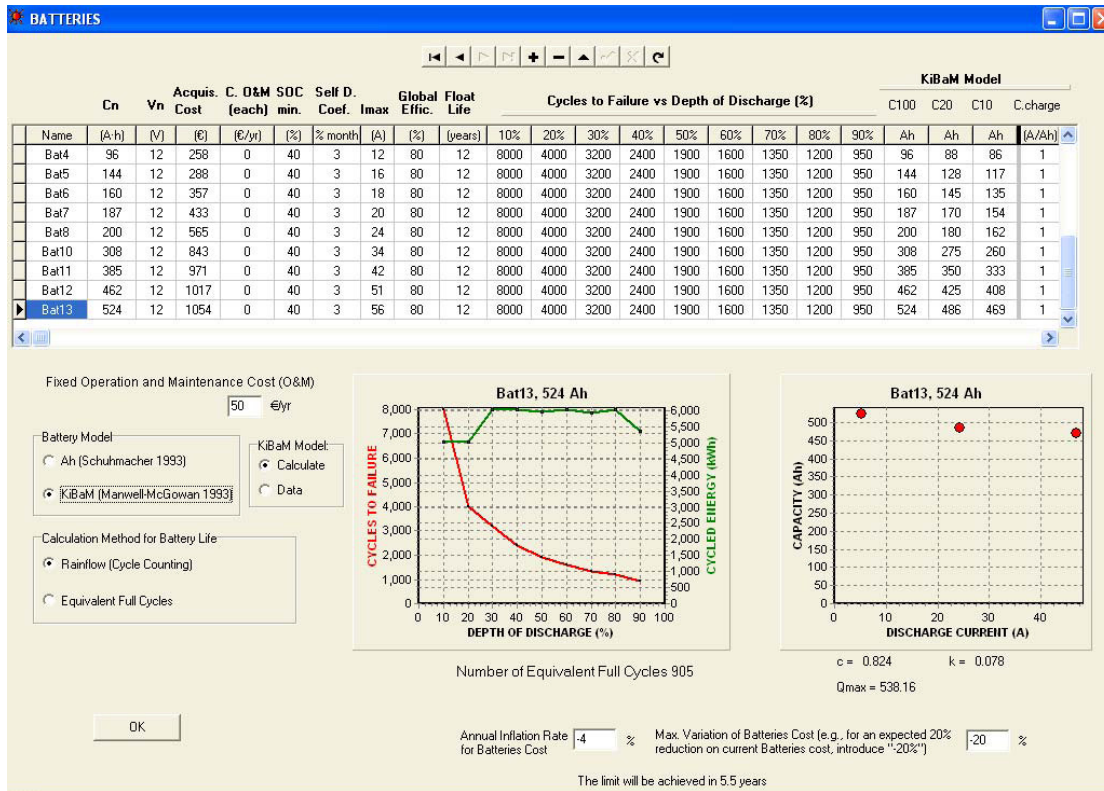 BATTERIES
Cn Vn Acquis. Cost C. O&M (each) SOC min. Self D. Coef. Imax Global Effic. Float Life Cycles to Failure vs Depth of Discharge (%) KiBaM Model C100 C20 C10 C.charge
Name (A·h) (V) (€) (€/yr) (%) % month (A) (%) (years) 10% 20% 30% 40% 50% 60% 70% 80% 90% Ah Ah Ah (A/Ah)
Bat4 96 12 258 0 40 3 12 80 12 8000 4000 3200 2400 1900 1600 1350 1200 950 96 88 86 1
Bat5 144 12 288 0 40 3 16 80 12 8000 4000 3200 2400 1900 1600 1350 1200 950 144 128 117 1
Bat6 160 12 357 0 40 3 18 80 12 8000 4000 3200 2400 1900 1600 1350 1200 950 160 145 135 1
Bat7 187 12 433 0 40 3 20 80 12 8000 4000 3200 2400 1900 1600 1350 1200 950 187 170 154 1
Bat8 200 12 565 0 40 3 24 80 12 8000 4000 3200 2400 1900 1600 1350 1200 950 200 180 162 1
Bat10 308 12 843 0 40 3 34 80 12 8000 4000 3200 2400 1900 1600 1350 1200 950 308 275 260 1
Bat11 385 12 971 0 40 3 42 80 12 8000 4000 3200 2400 1900 1600 1350 1200 950 385 350 333 1
Bat12 462 12 1017 0 40 3 51 80 12 8000 4000 3200 2400 1900 1600 1350 1200 950 462 425 408 1
Bat13 524 12 1054 0 40 3 56 80 12 8000 4000 3200 2400 1900 1600 1350 1200 950 524 486 469 1
Fixed Operation and Maintenance Cost (O&M)
50 €/yr
Battery Model
Ah (Schuhmacher 1993)
KiBaM (Manwell-McGowan 1993)
KiBaM Model:
Calculate
Data
Calculation Method for Battery Life
Rainflow (Cycle Counting)
Equivalent Full Cycles
OK
Bat13, 524 Ah
CYCLES TO FAILURE
8,000
7,000
6,000
5,000
4,000
3,000
2,000
1,000
0
6,000
5,500
5,000
4,500
4,000
3,500
3,000
2,500
2,000
1,500
1,000
500
0
CYCLED ENERGY (kWh)
0 10 20 30 40 50 60 70 80 90 100
DEPTH OF DISCHARGE (%)
Number of Equivalent Full Cycles 905
Bat13, 524 Ah
CAPACITY (Ah)
500
450
400
350
300
250
200
150
100
50
0
0 10 20 30 40
DISCHARGE CURRENT (A)
c = 0.824 k = 0.078
Qmax = 538.16
Annual Inflation Rate
for Batteries Cost
-4 %
Max. Variation of Batteries Cost (e.g., for an expected 20%
reduction on current Batteries cost, introduce "-20%")
-20 %
The limit will be achieved in 5.5 years